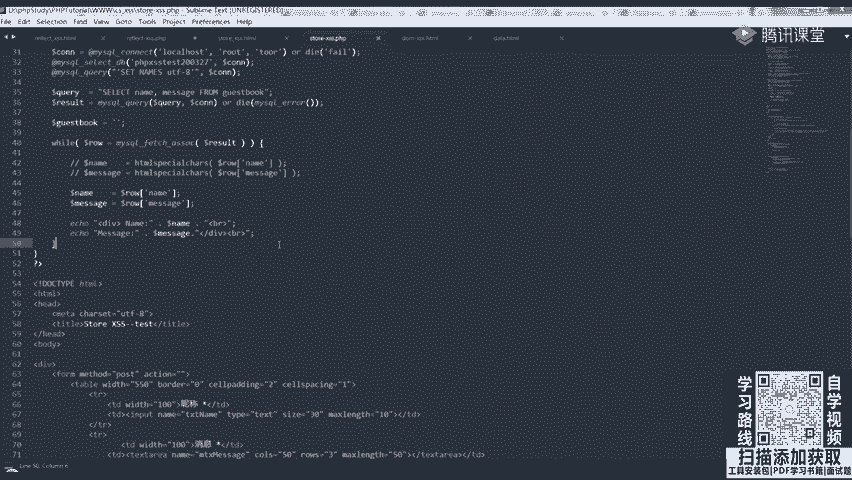 D:\phpStudy\PHPTutorial\WWW\cs_xss\store-xss.php - Sublime Text (UNREGISTERED)
File Edit Selection Find View Goto Tools Project Preferences Help
reflect_xss.html reflect-xss.php store_xss.html store-xss.php dom-xss.html
腾讯课堂
31 $conn = @mysql_connect('localhost', 'root', 'toor') or die('fail');
32 @mysql_select_db('phpxsstest200327', $conn);
33 @mysql_query("'SET NAMES utf-8'", $conn);
34
35 $query = "SELECT name, message FROM guestbook";
36 $result = mysql_query($query, $conn) or die(mysql_error());
37
38 $guestbook = '';
39
40 while( $row = mysql_fetch_assoc( $result ) ) {
41
42 // $name = htmlspecialchars( $row['name'] );
43 // $message = htmlspecialchars( $row['message'] );
44
45 $name = $row['name'];
46 $message = $row['message'];
47
48 echo "<div> Name:" . $name . "<br>";
49 echo "Message:" . $message."</div><br>";
50 }
51 }
52 ?>
53
54 <!DOCTYPE html>
55 <html>
56 <head>
57 <meta charset="utf-8">
58 <title>Store XSS--test</title>
59 </head>
60 <body>
61
62 <div>
63 <form method="post" action="">
64 <table width="550" border="0" cellpadding="2" cellspacing="1">
65 <tr>
66 <td width="100">昵称 *</td>
67 <td><input name="txtName" type="text" size="30" maxlength="10"></td>
68 </tr>
69 <tr>
70 <td width="100">消息 *</td>
71 <td><textarea name="mtxMessage" cols="50" rows="3" maxlength="50"></textarea></td>
Line 50, Column 6
学习路线
自学视频
扫描添加获取
工具安装包|PDF学习书籍|面试题